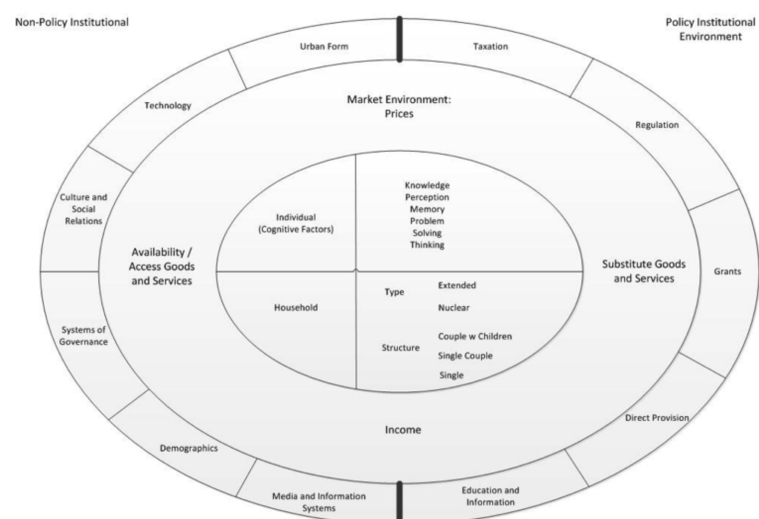 Non-Policy Institutional
Policy Institutional
Environment
Urban Form
Taxation
Technology
Regulation
Market Environment:
Prices
Culture and
Social
Relations
Individual
(Cognitive Factors)
Knowledge
Perception
Memory
Problem
Solving
Thinking
Availability /
Access Goods
and Services
Substitute Goods
and Services
Grants
Household
Type
Extended
Nuclear
Structure
Couple w Children
Single Couple
Single
Systems of
Governance
Direct Provision
Income
Demographics
Media and Information
Systems
Education and
Information